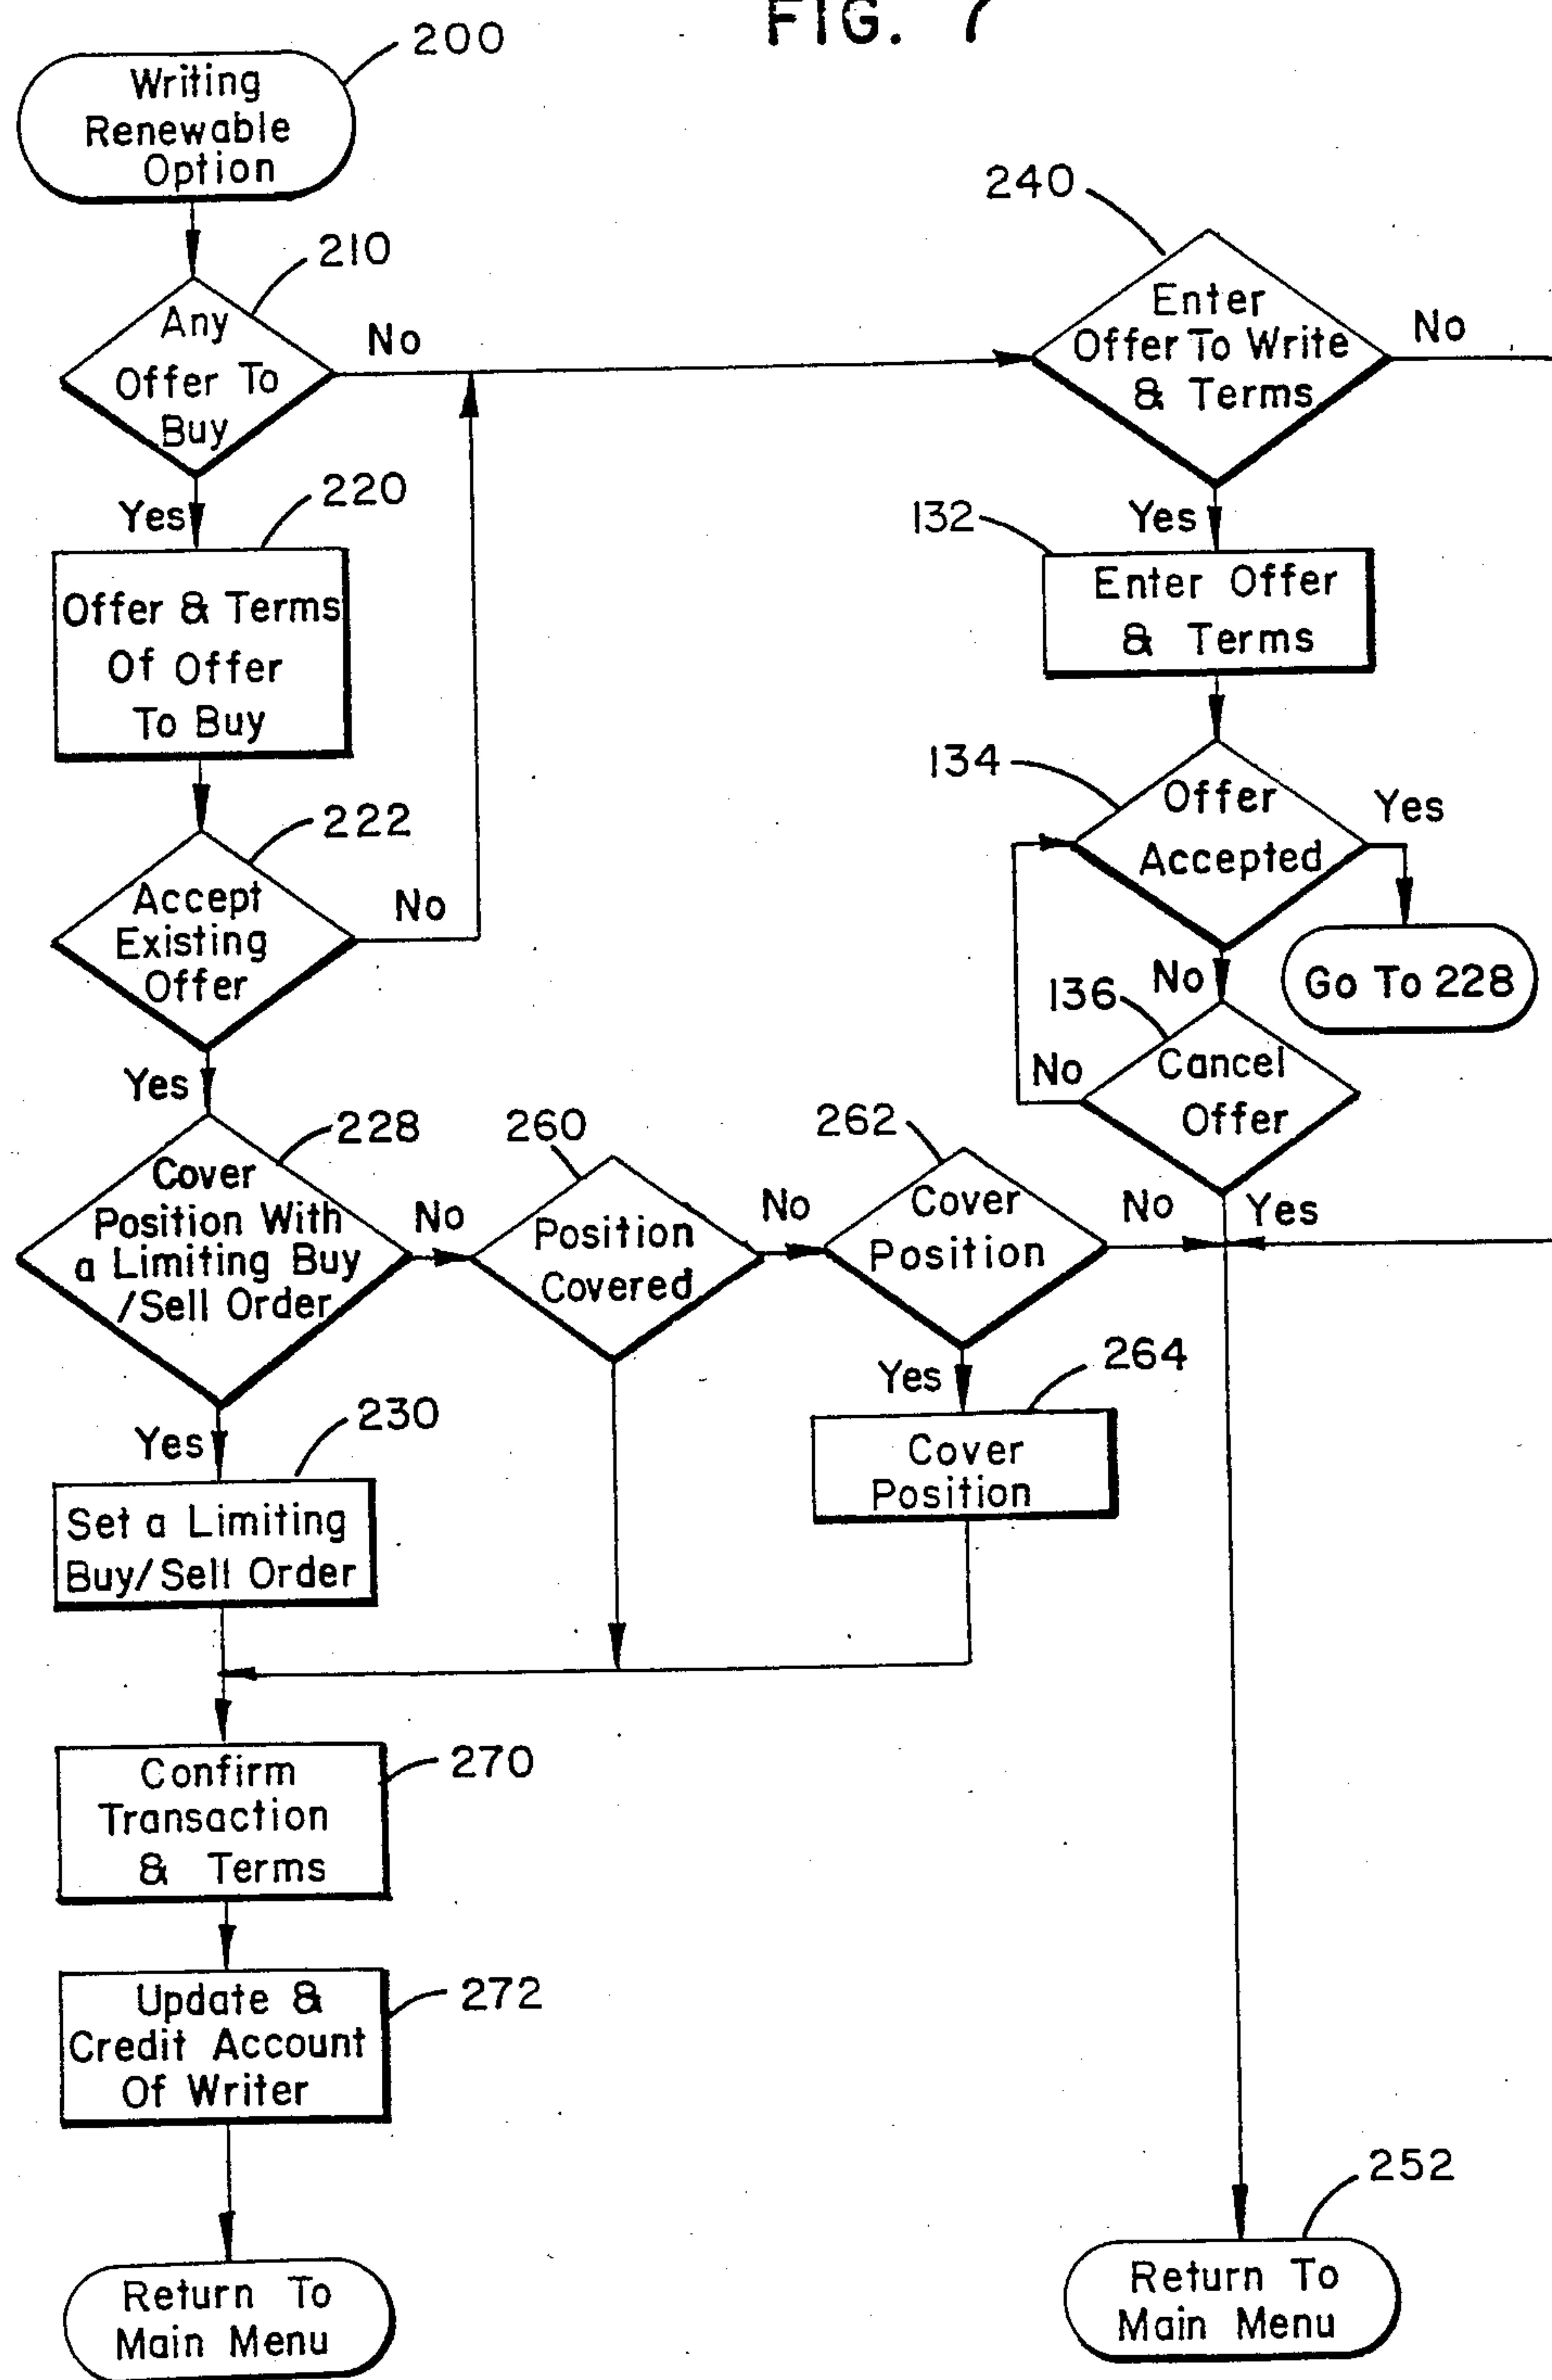 FIG. 7
200
Writing
Renewable
Option
210
Any
Offer To
Buy
No
Yes
220
Offer & Terms
Of Offer
To Buy
222
Accept
Existing
Offer
No
Yes
228
Cover
Position With
a Limiting Buy
/Sell Order
No
Yes
230
Set a Limiting
Buy/Sell Order
260
Position
Covered
No
262
Cover
Position
No
Yes
264
Cover
Position
270
Confirm
Transaction
& Terms
272
Update &
Credit Account
Of Writer
Return To
Main Menu
240
Enter
Offer To Write
& Terms
No
Yes
132
Enter Offer
& Terms
134
Offer
Accepted
Yes
Go To 228
No
136
Cancel
Offer
No
Yes
252
Return To
Main Menu